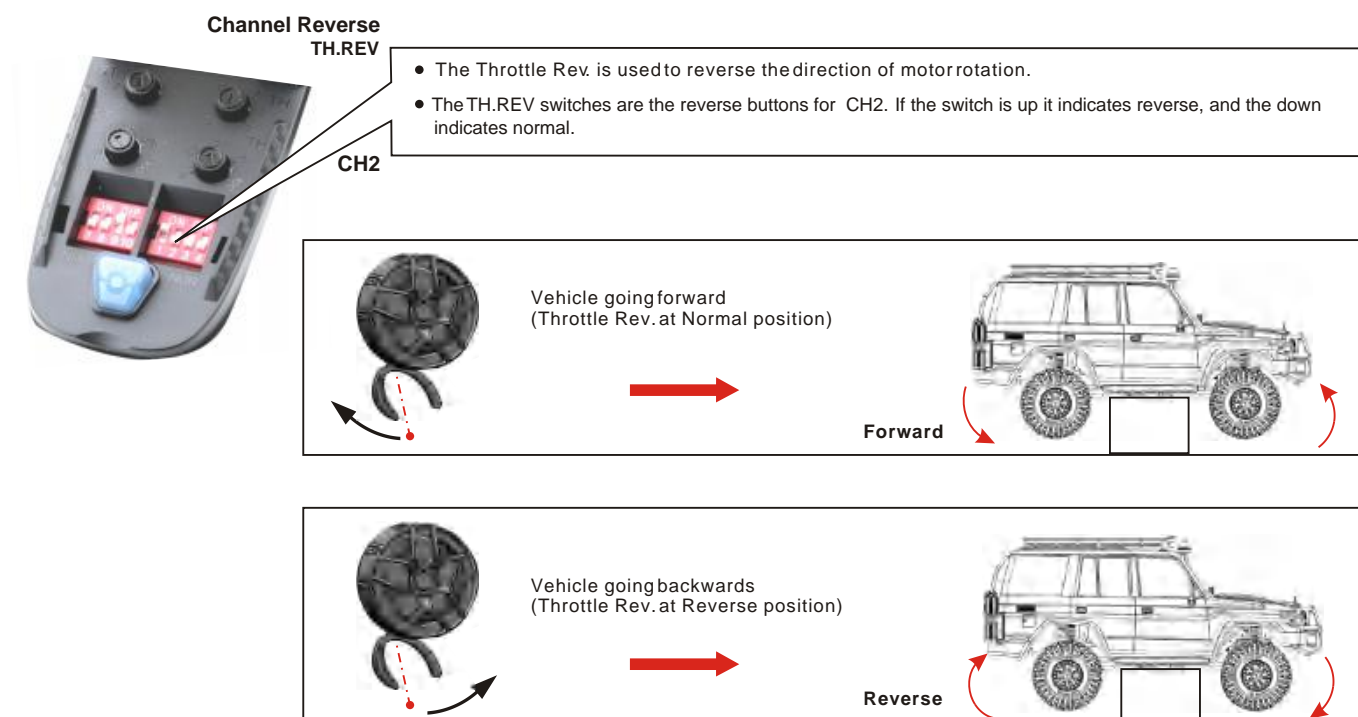 Channel Reverse
TH.REV
● The Throttle Rev. is used to reverse the direction of motor rotation.
● The TH.REV switches are the reverse buttons for CH2. If the switch is up it indicates reverse, and the down
indicates normal.
CH2
Vehicle going forward
(Throttle Rev. at Normal position)
Forward
Vehicle going backwards
(Throttle Rev. at Reverse position)
Reverse